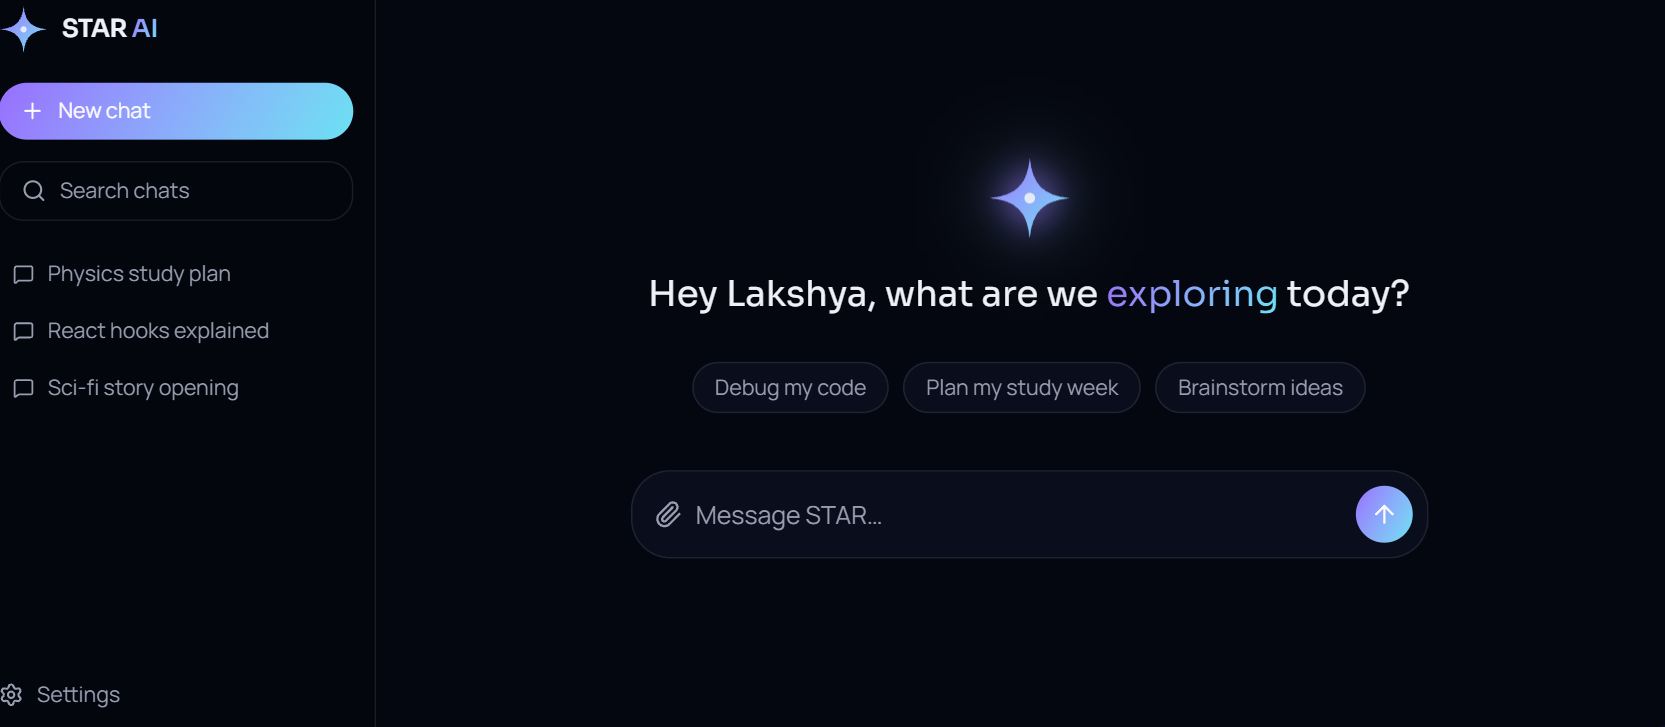 STAR AI
New chat
Search chats
Physics study plan
React hooks explained
Sci-fi story opening
Settings
Hey Lakshya, what are we exploring today?
Debug my code
Plan my study week
Brainstorm ideas
Message STAR...